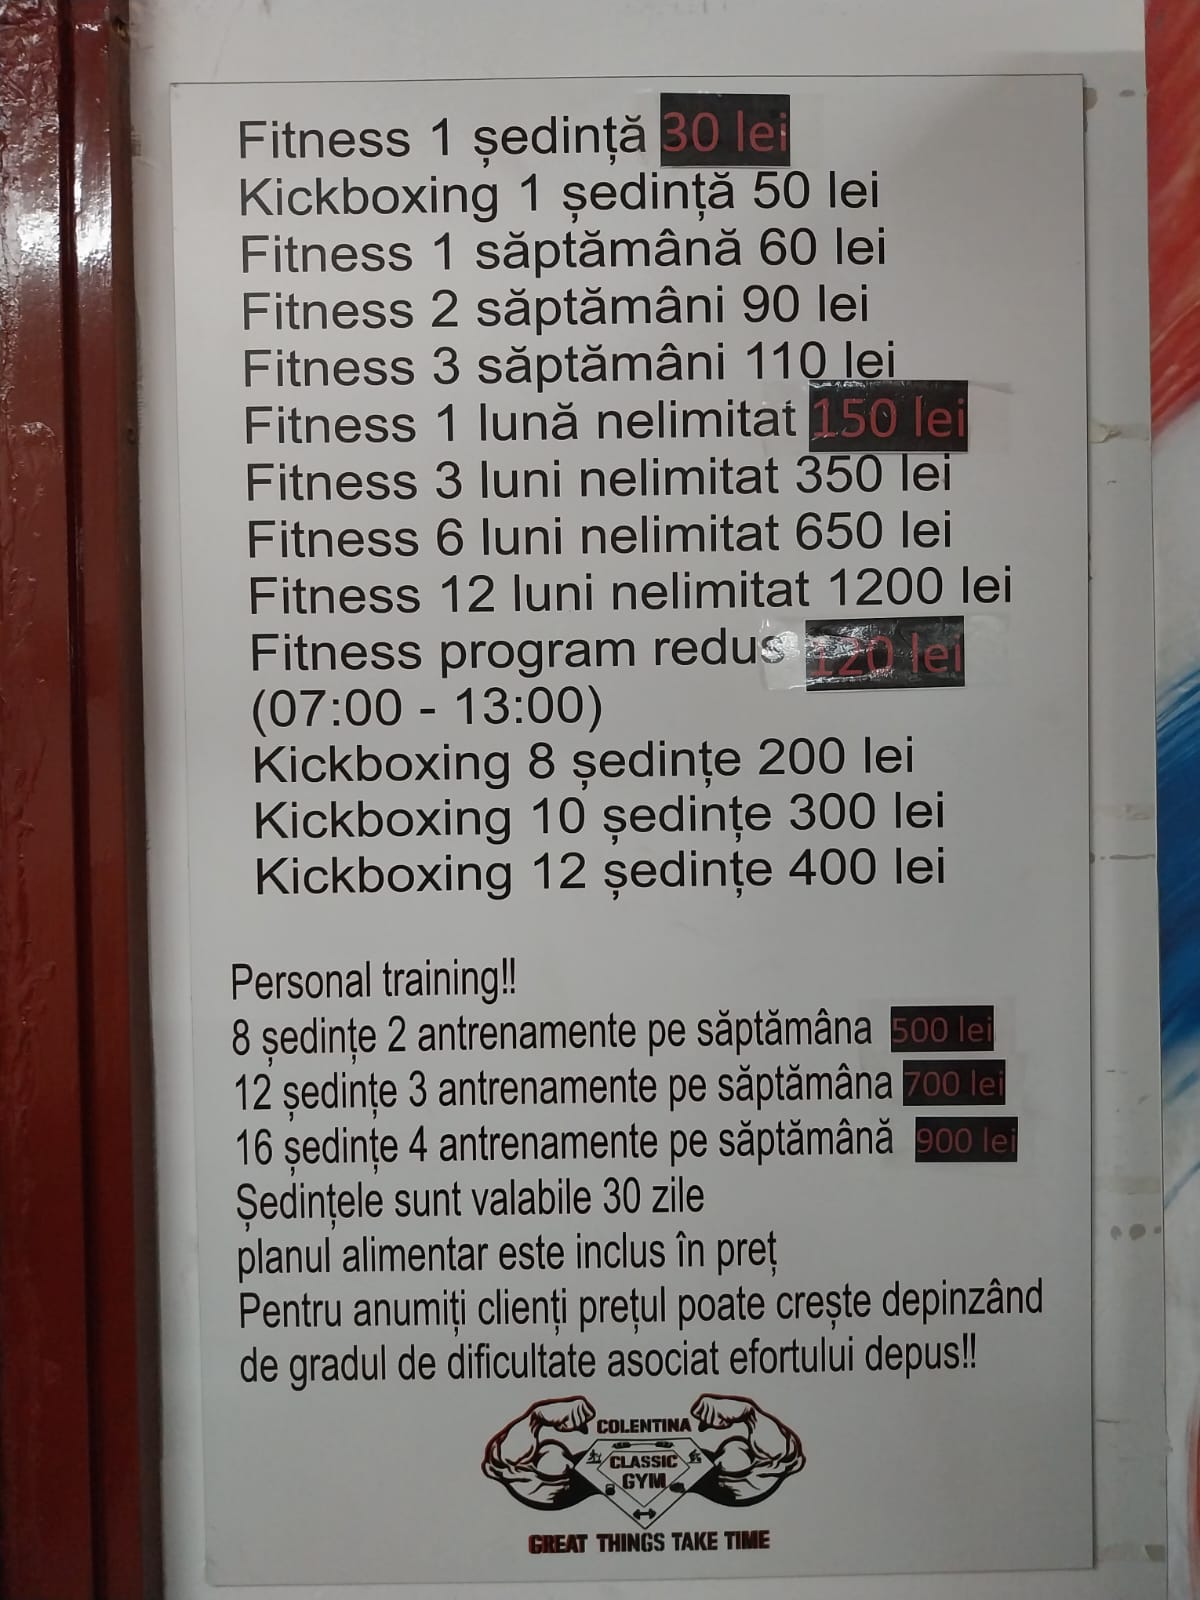 Fitness 1 ședință 30 lei
Kickboxing 1 ședință 50 lei
Fitness 1 săptămână 60 lei
Fitness 2 săptămâni 90 lei
Fitness 3 săptămâni 110 lei
Fitness 1 lună nelimitat 150 lei
Fitness 3 luni nelimitat 350 lei
Fitness 6 luni nelimitat 650 lei
Fitness 12 luni nelimitat 1200 lei
Fitness program redus 120 lei
(07:00 - 13:00)
Kickboxing 8 ședințe 200 lei
Kickboxing 10 ședințe 300 lei
Kickboxing 12 ședințe 400 lei
Personal training!!
8 ședințe 2 antrenamente pe săptămâna 500 lei
12 ședințe 3 antrenamente pe săptămâna 700 lei
16 ședințe 4 antrenamente pe săptămână 900 lei
Ședințele sunt valabile 30 zile
planul alimentar este inclus în preț
Pentru anumiți clienți prețul poate crește depinzând
de gradul de dificultate asociat efortului depus!!
COLENTINA
CLASSIC
GYM
GREAT THINGS TAKE TIME